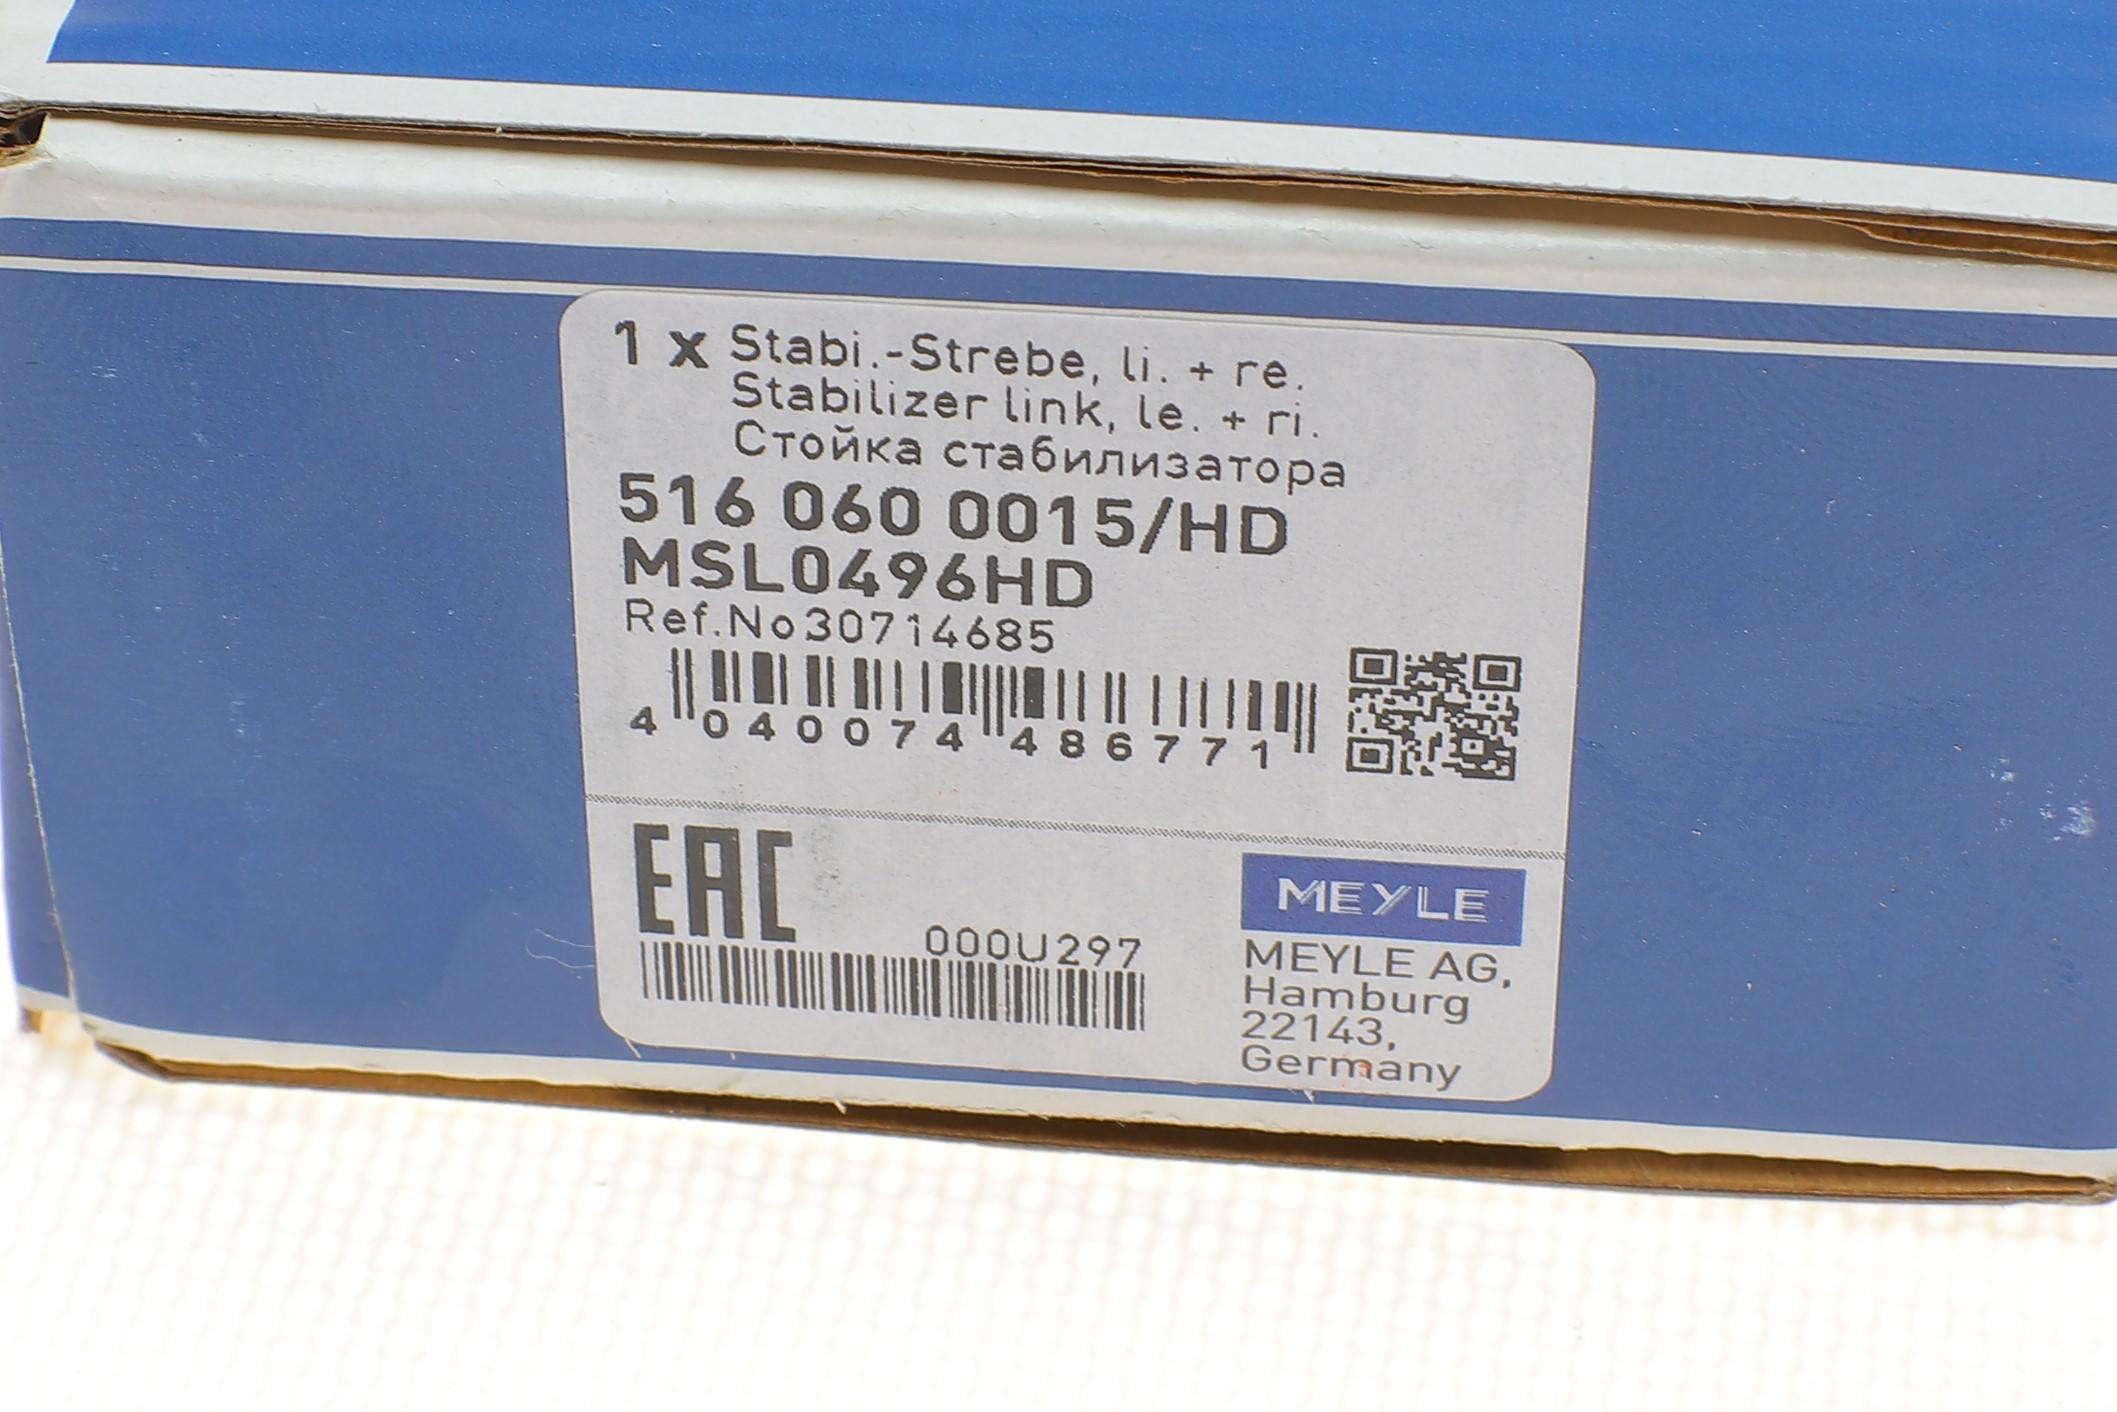 1 x Stabi.-Strebe, li. + re.
Stabilizer link, le. + ri.
Стойка стабилизатора
516 060 0015/HD
MSL0496HD
Ref.No30714685
4 040074 486771
EAC
000U297
MEYLE
MEYLE AG,
Hamburg
22143,
Germany